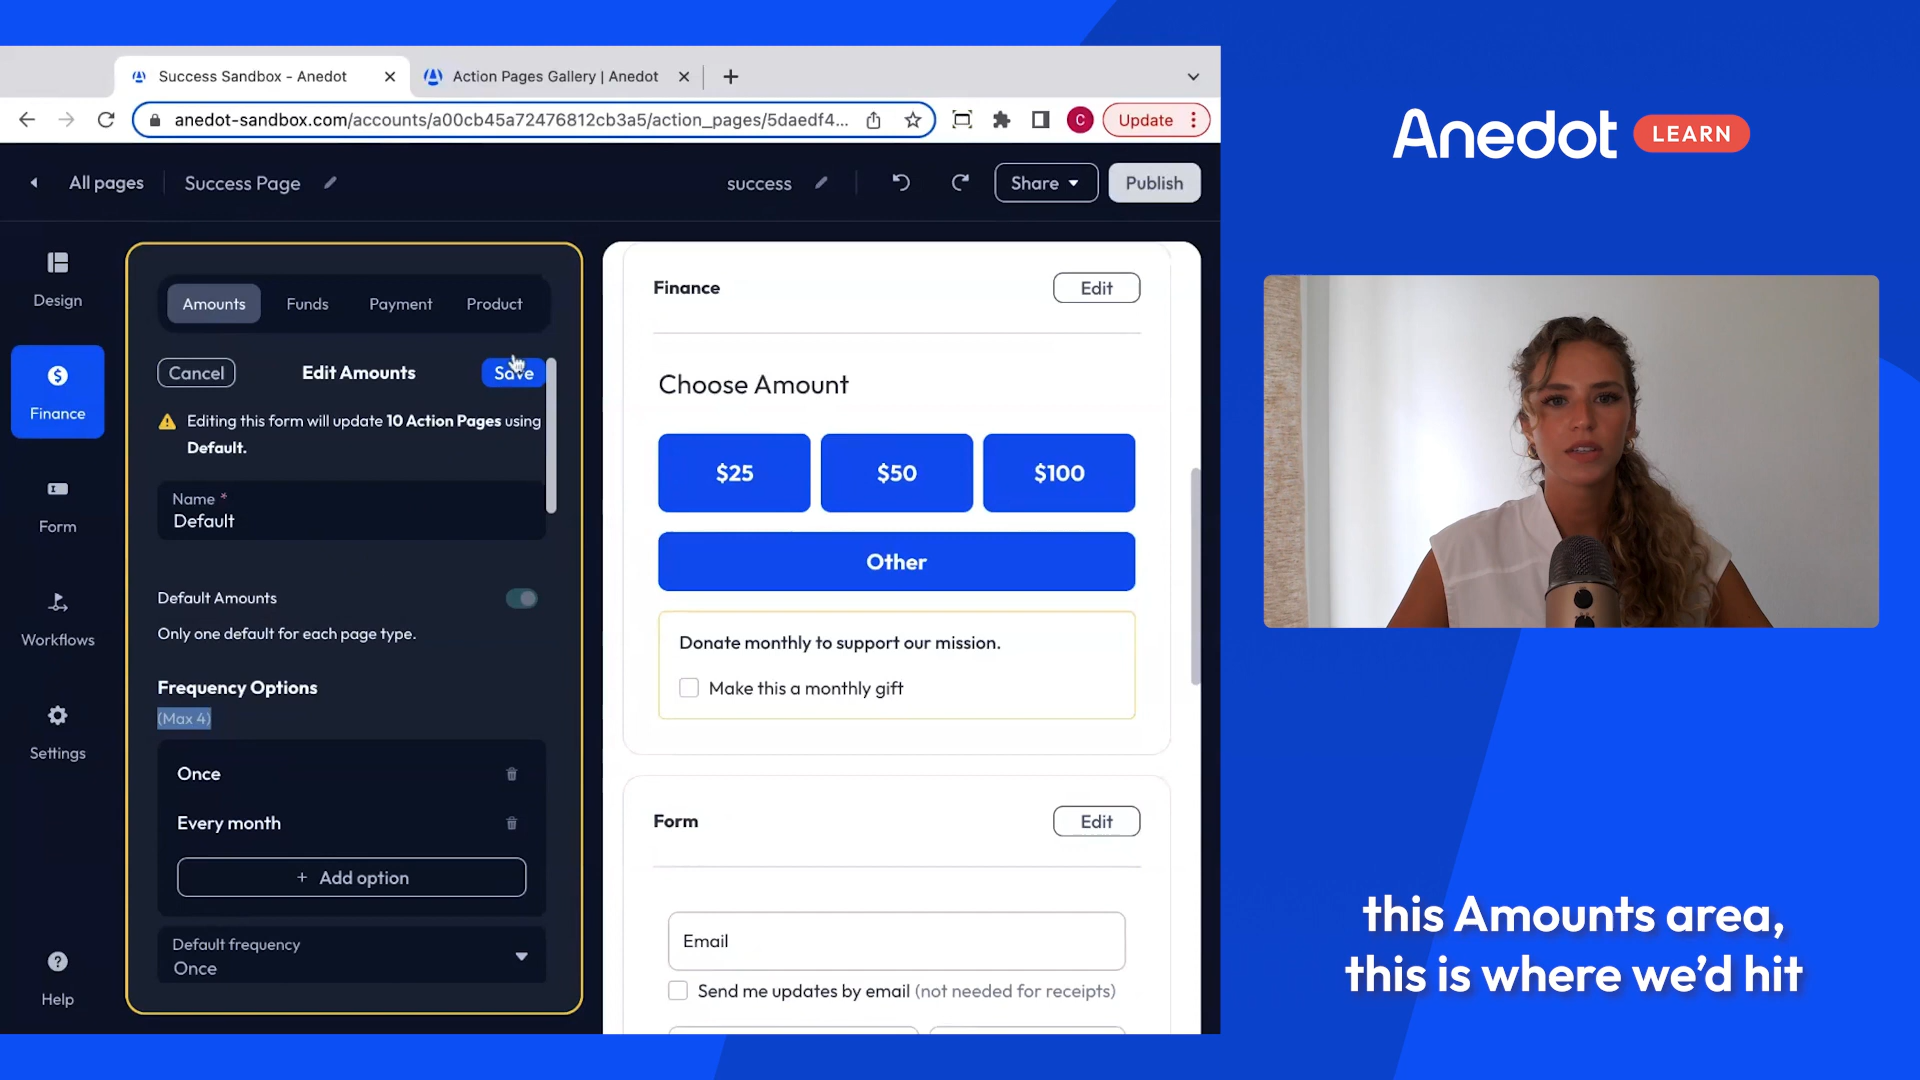 Success Sandbox - Anedot
Action Pages Gallery | Anedot
anedot-sandbox.com/accounts/a00cb45a72476812cb3a5/action_pages/5daedf4...
C
Update
All pages
Success Page
success
Share
Publish
Design
Finance
Form
Workflows
Settings
Help
Amounts
Funds
Payment
Product
Cancel
Edit Amounts
Save
Editing this form will update 10 Action Pages using
Default.
Name *
Default
Default Amounts
Only one default for each page type.
Frequency Options
(Max 4)
Once
Every month
+ Add option
Default frequency
Once
Finance
Edit
Choose Amount
$25
$50
$100
Other
Donate monthly to support our mission.
Make this a monthly gift
Form
Edit
Email
Send me updates by email (not needed for receipts)
Anedot LEARN
this Amounts area,
this is where we’d hit